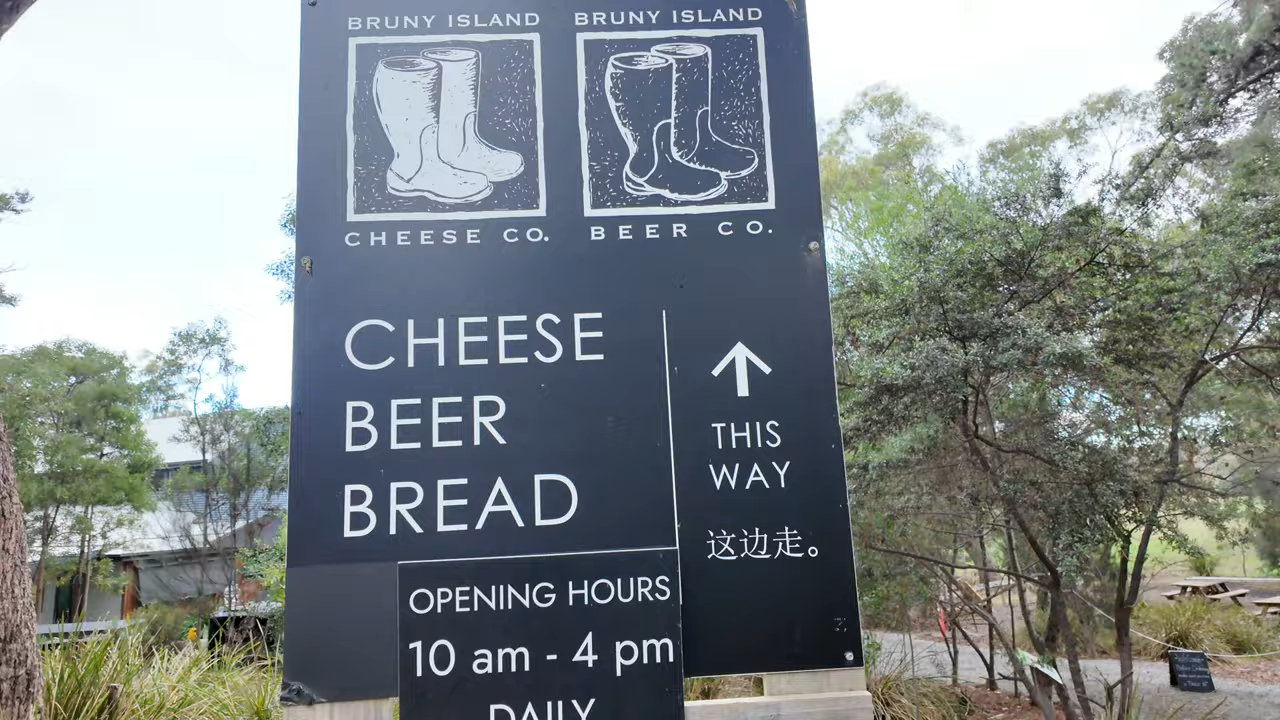 BRUNY ISLAND
CHEESE CO.
BRUNY ISLAND
BEER CO.
CHEESE
BEER
BREAD
THIS
WAY
这边走。
OPENING HOURS
10 am - 4 pm
DAILY